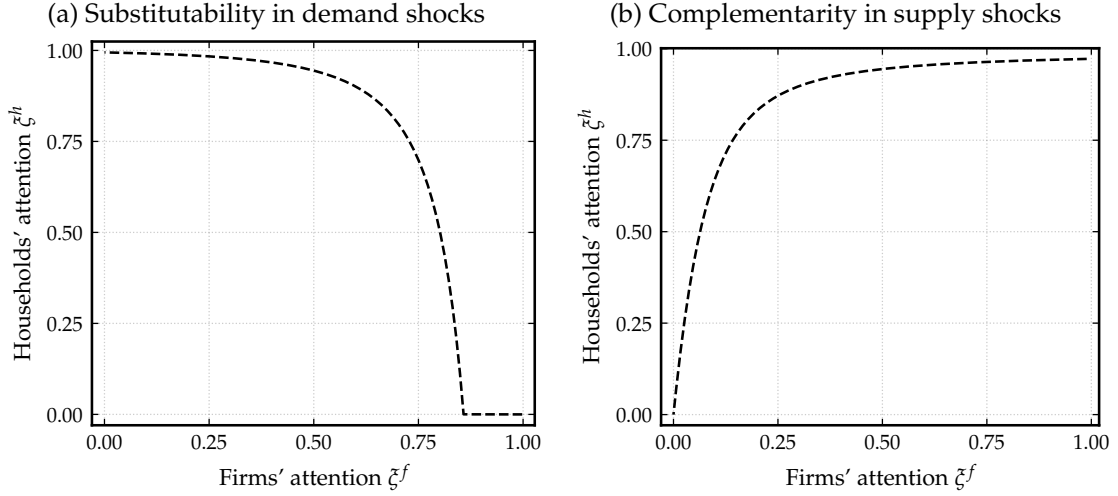 (a) Substitutability in demand shocks
1.00
0.75
0.50
0.25
0.00
Households’ attention ξ^h
0.00 0.25 0.50 0.75 1.00
Firms’ attention ξ^f
(b) Complementarity in supply shocks
1.00
0.75
0.50
0.25
0.00
Households’ attention ξ^h
0.00 0.25 0.50 0.75 1.00
Firms’ attention ξ^f